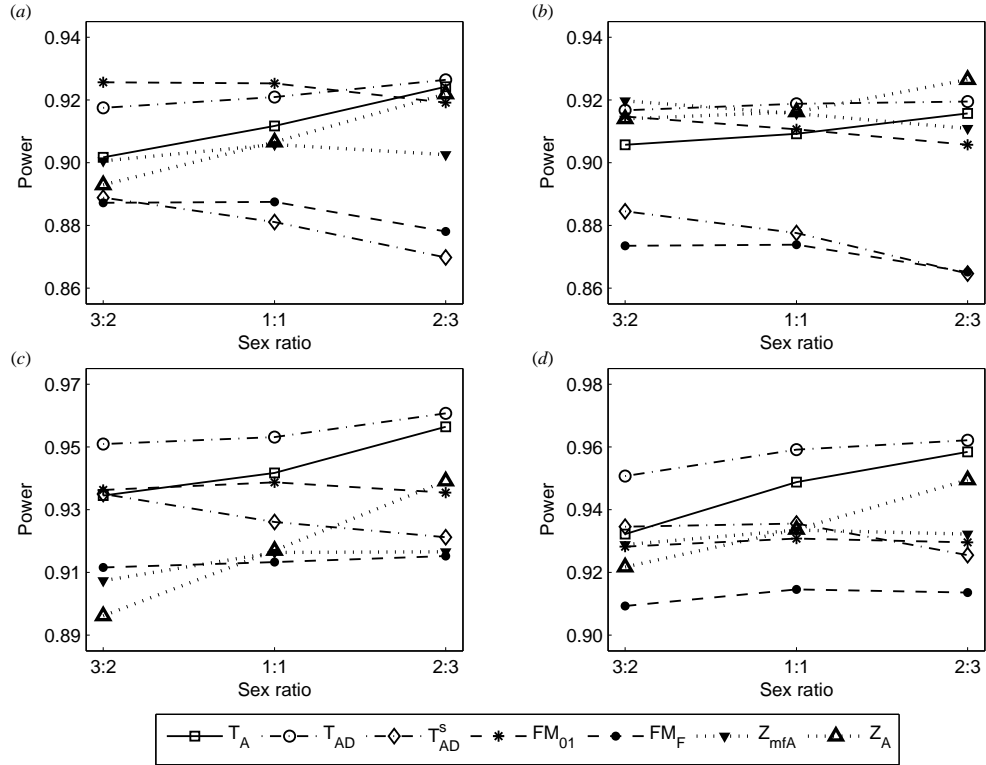 (a)
0.94
0.92
0.90
0.88
0.86
Power
3:2 1:1 2:3
Sex ratio
(b)
0.94
0.92
0.90
0.88
0.86
Power
3:2 1:1 2:3
Sex ratio
(c)
0.97
0.95
0.93
0.91
0.89
Power
3:2 1:1 2:3
Sex ratio
(d)
0.98
0.96
0.94
0.92
0.90
Power
3:2 1:1 2:3
Sex ratio
T_A T_AD T^s_AD FM_01 FM_F Z_mfA Z_A